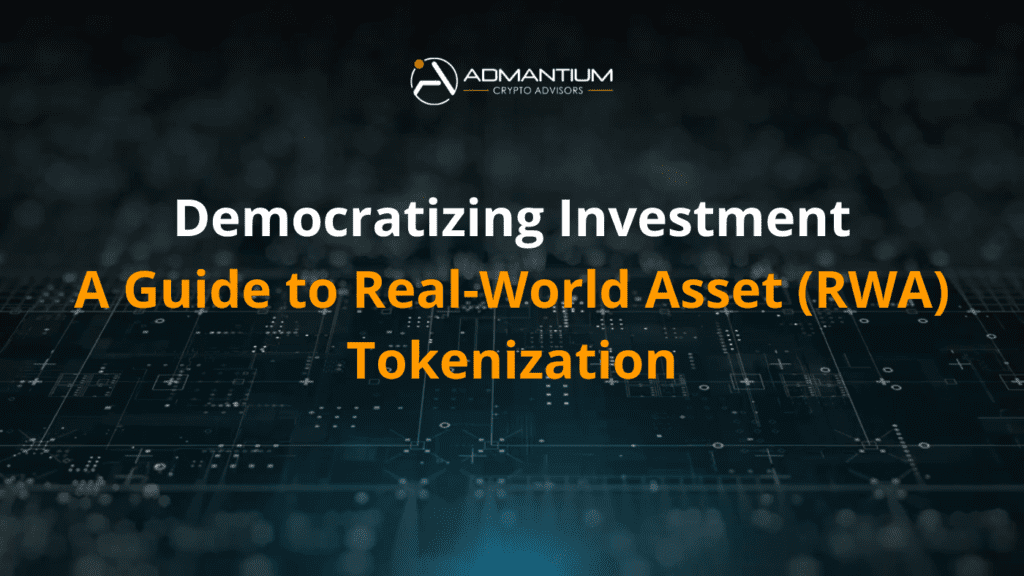 ADMANTIUM
CRYPTO ADVISORS
Democratizing Investment
A Guide to Real-World Asset (RWA)
Tokenization